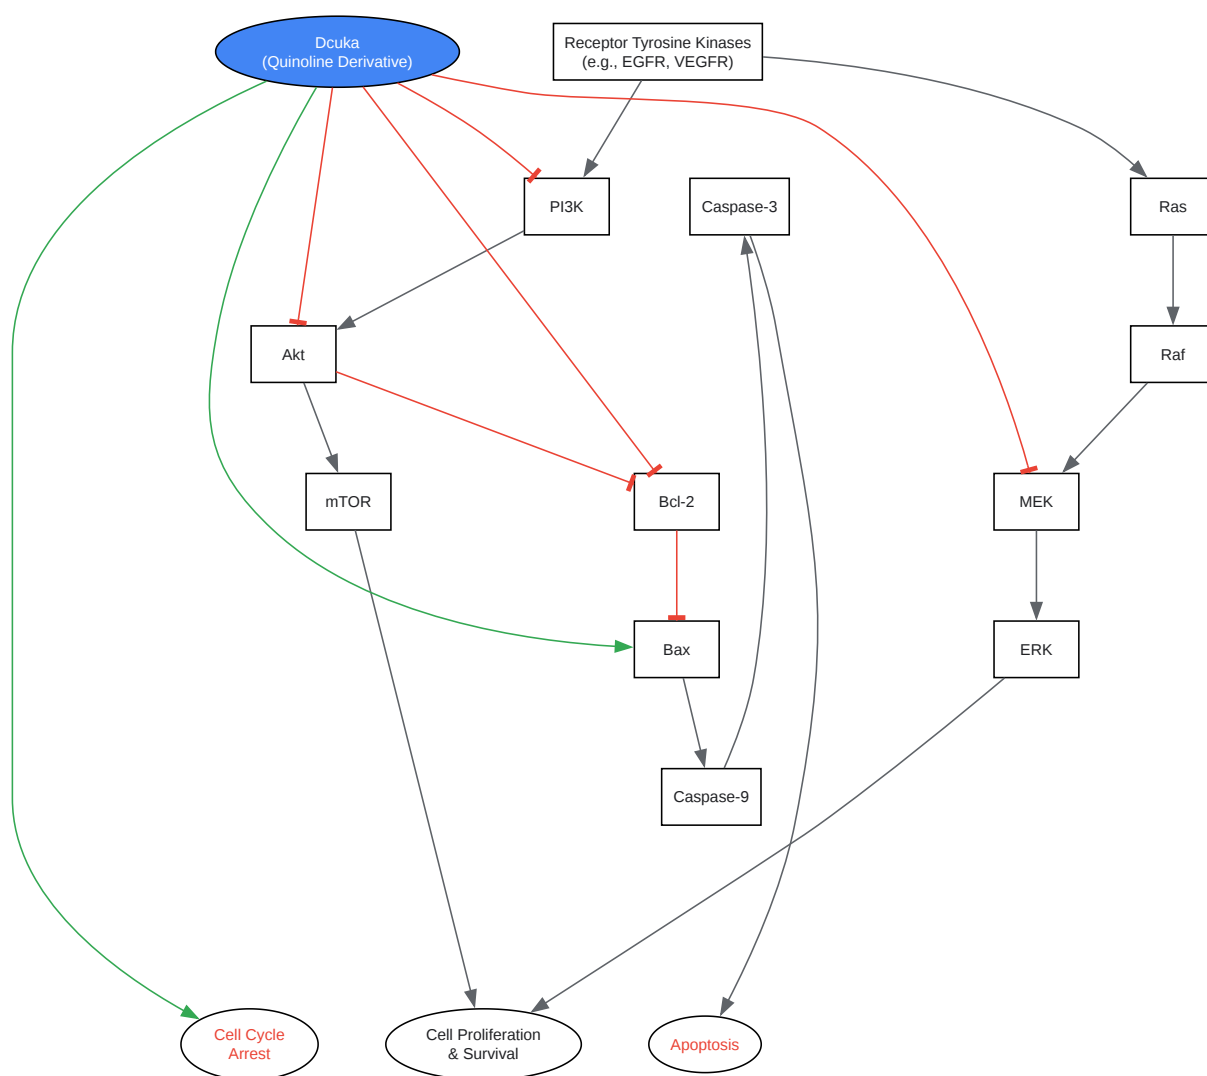 Dcuka
(Quinoline Derivative)
Receptor Tyrosine Kinases
(e.g., EGFR, VEGFR)
PI3K
Caspase-3
Ras
Akt
Raf
mTOR
Bcl-2
MEK
Bax
ERK
Caspase-9
Cell Cycle
Arrest
Cell Proliferation
& Survival
Apoptosis